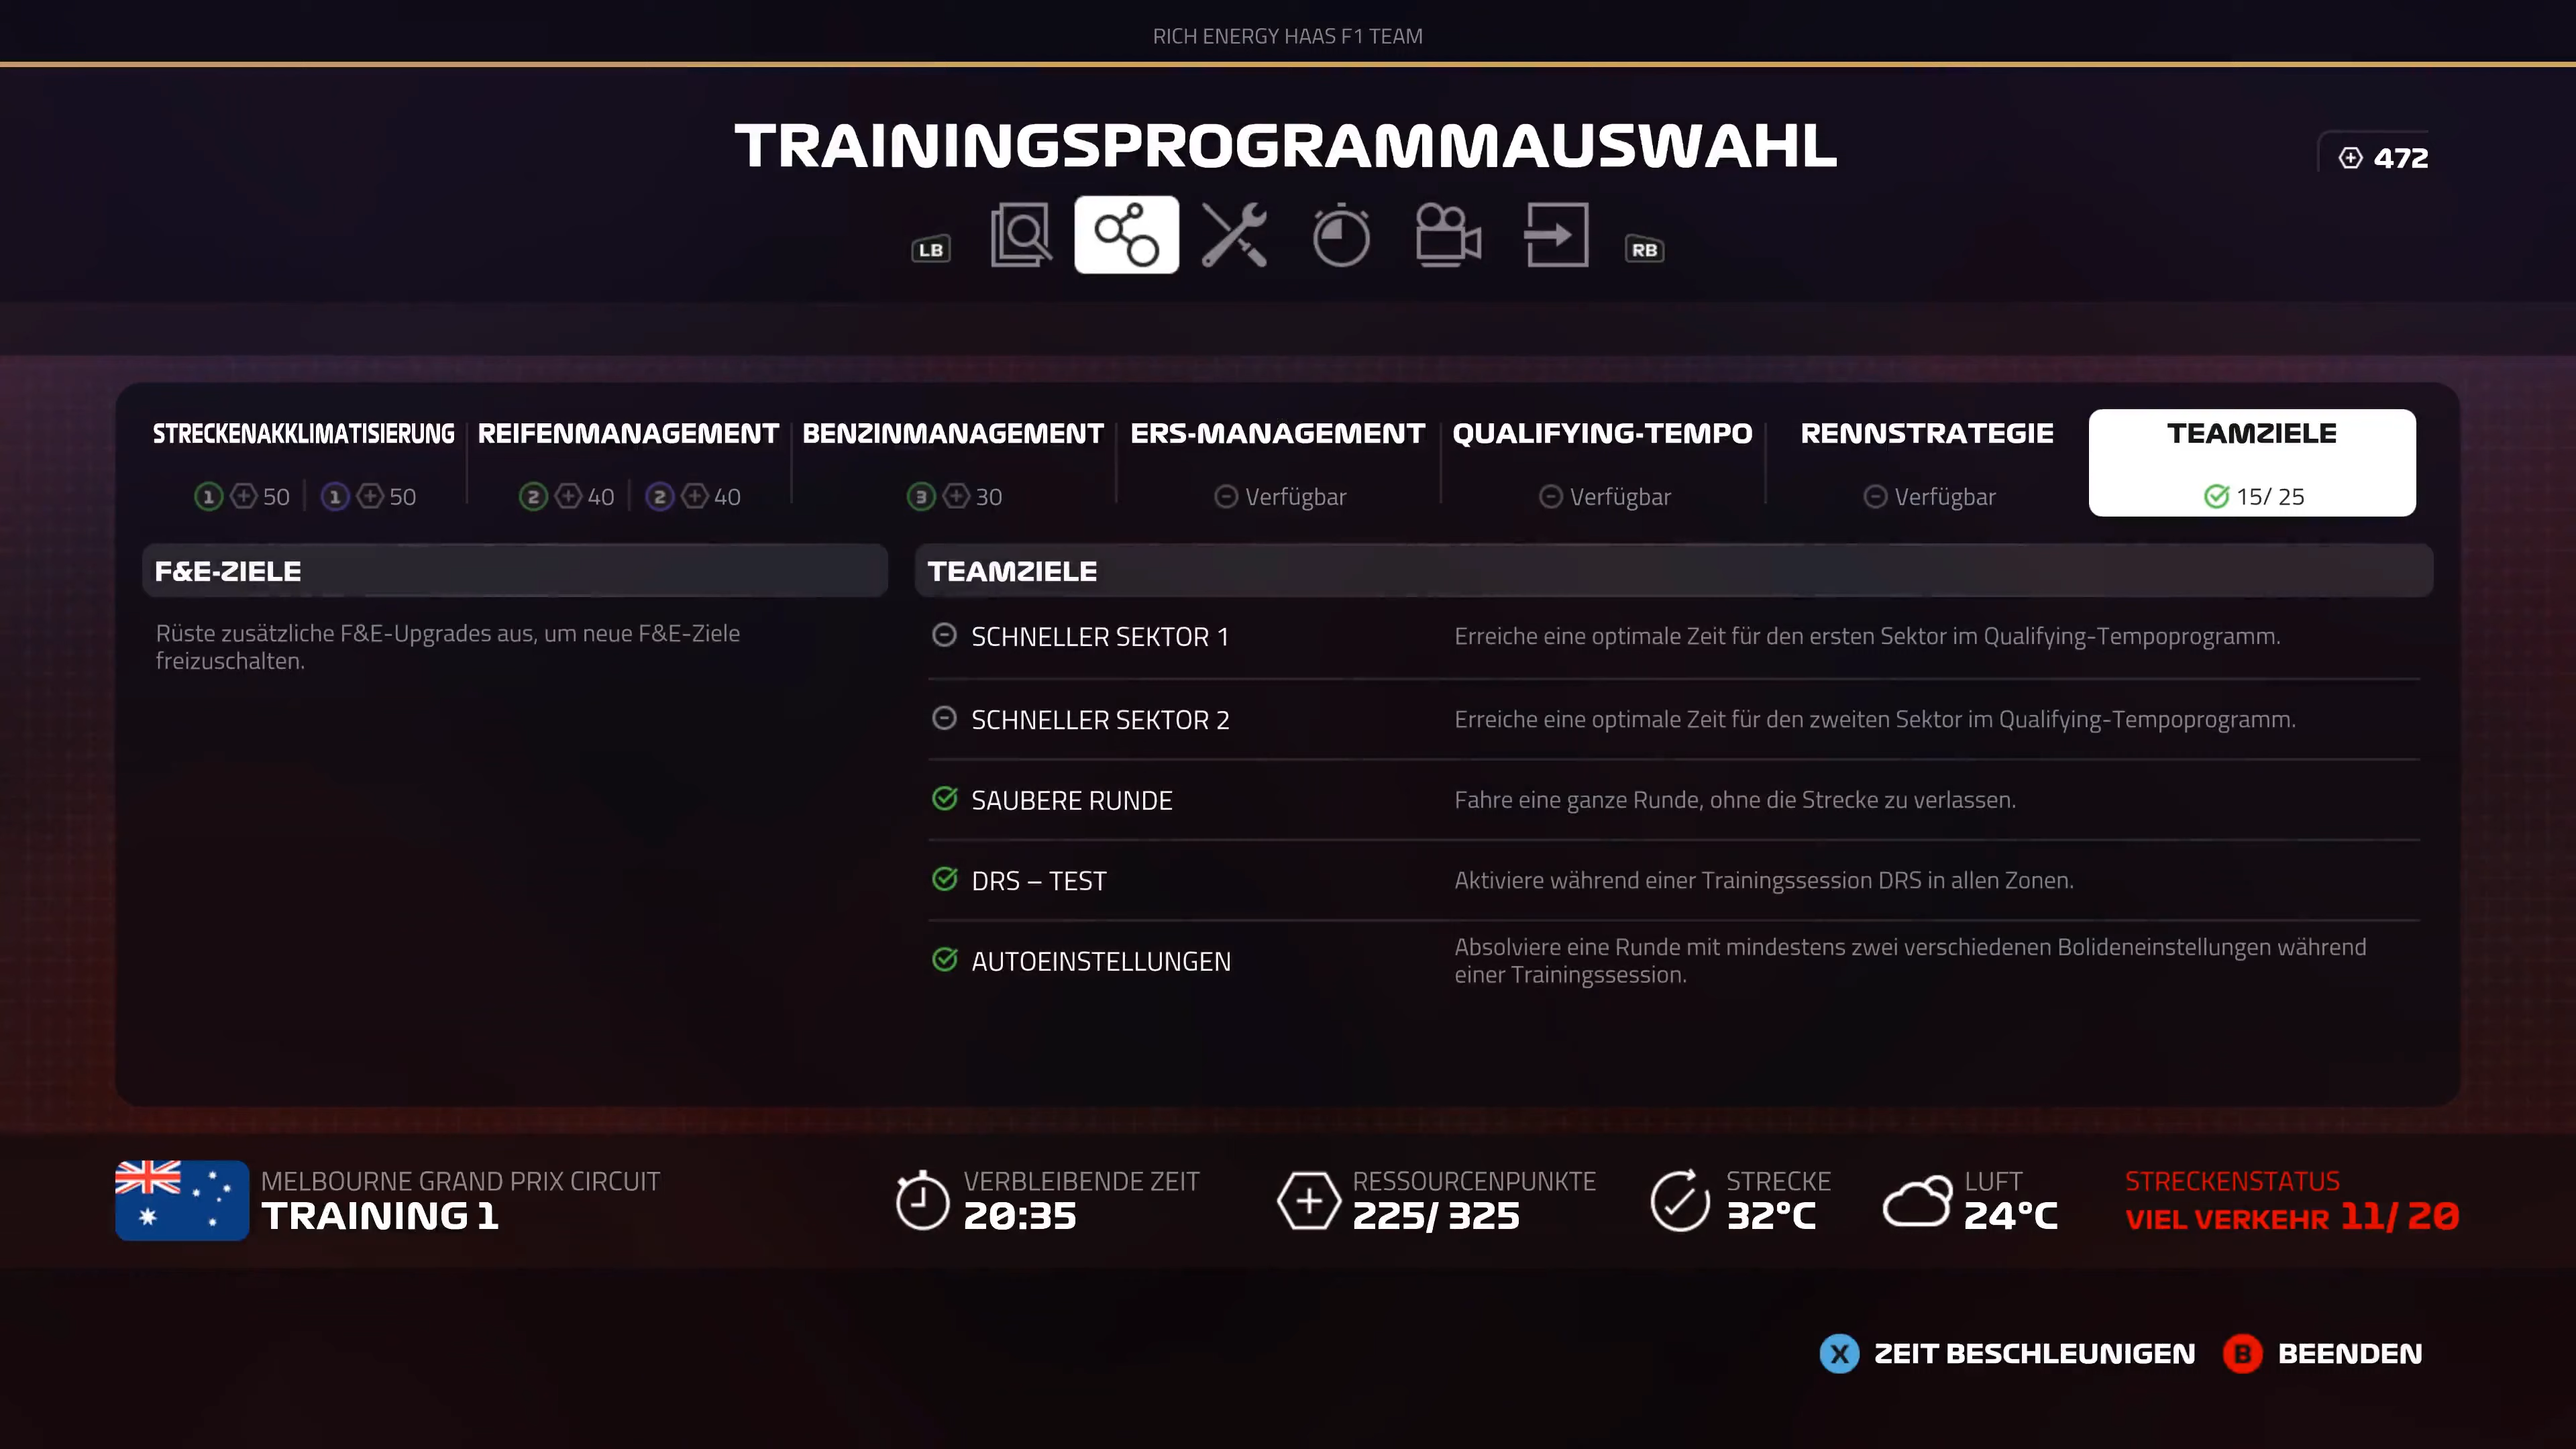 RICH ENERGY HAAS F1 TEAM
TRAININGSPROGRAMMAUSWAHL
472
LB
RB
STRECKENAKKLIMATISIERUNG
1 50 1 50
REIFENMANAGEMENT
2 40 2 40
BENZINMANAGEMENT
3 30
ERS-MANAGEMENT
Verfügbar
QUALIFYING-TEMPO
Verfügbar
RENNSTRATEGIE
Verfügbar
TEAMZIELE
15/ 25
F&E-ZIELE
Rüste zusätzliche F&E-Upgrades aus, um neue F&E-Ziele
freizuschalten.
TEAMZIELE
SCHNELLER SEKTOR 1 Erreiche eine optimale Zeit für den ersten Sektor im Qualifying-Tempoprogramm.
SCHNELLER SEKTOR 2 Erreiche eine optimale Zeit für den zweiten Sektor im Qualifying-Tempoprogramm.
SAUBERE RUNDE Fahre eine ganze Runde, ohne die Strecke zu verlassen.
DRS – TEST Aktiviere während einer Trainingssession DRS in allen Zonen.
AUTOEINSTELLUNGEN Absolviere eine Runde mit mindestens zwei verschiedenen Bolideneinstellungen während
einer Trainingssession.
MELBOURNE GRAND PRIX CIRCUIT
TRAINING 1
VERBLEIBENDE ZEIT
20:35
RESSOURCENPUNKTE
225/ 325
STRECKE
32°C
LUFT
24°C
STRECKENSTATUS
VIEL VERKEHR 11/ 20
X ZEIT BESCHLEUNIGEN B BEENDEN